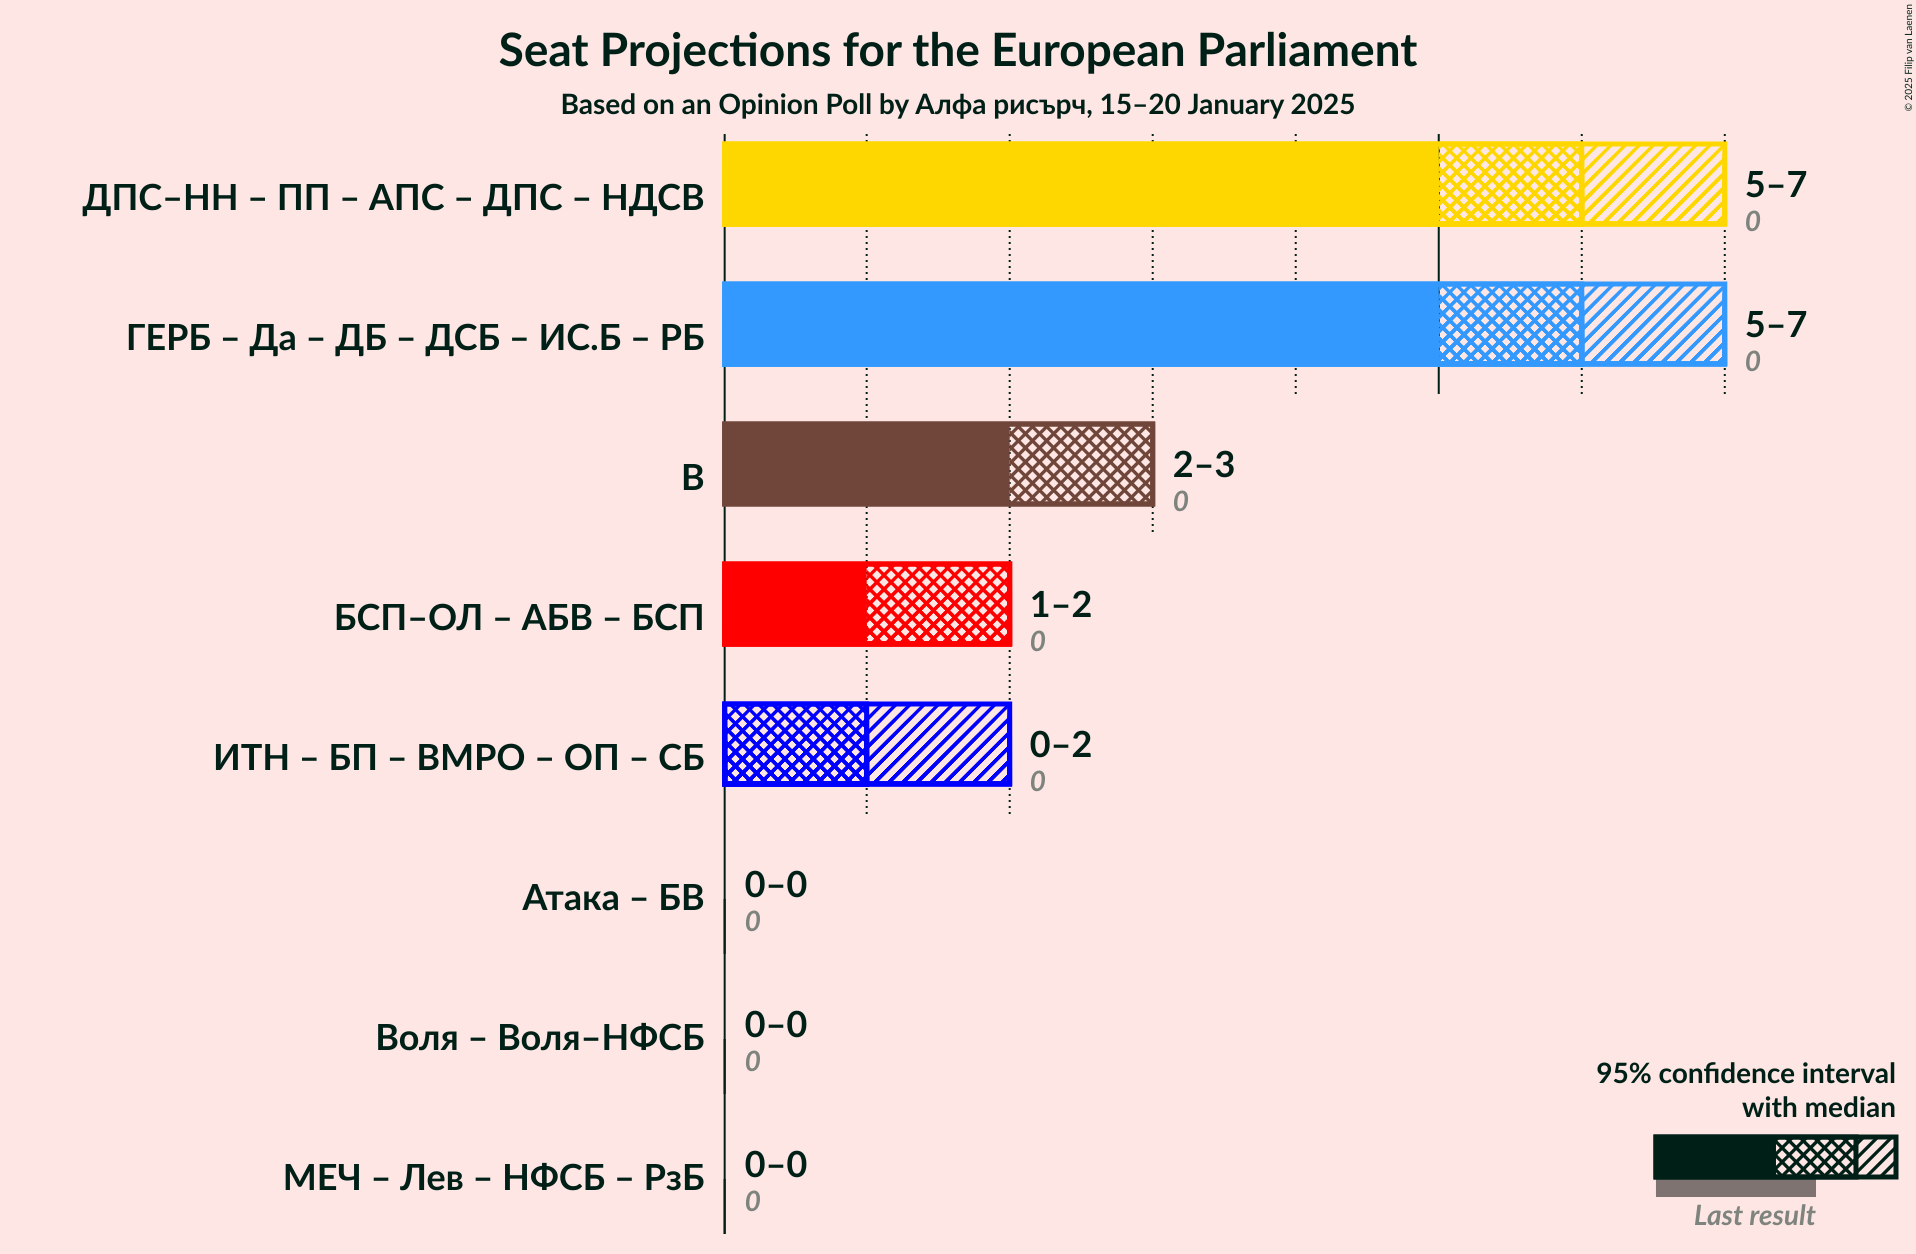 Seat Projections for the European Parliament
Based on an Opinion Poll by Алфа рисърч, 15–20 January 2025
© 2025 Filip van Laenen
ДПС–НН – ПП – АПС – ДПС – НДСВ
5–7
0
ГЕРБ – Да – ДБ – ДСБ – ИС.Б – РБ
5–7
0
В
2–3
0
БСП–ОЛ – АБВ – БСП
1–2
0
ИТН – БП – ВМРО – ОП – СБ
0–2
0
Атака – БВ
0–0
0
Воля – Воля–НФСБ
0–0
0
МЕЧ – Лев – НФСБ – РзБ
0–0
0
95% confidence interval
with median
Last result